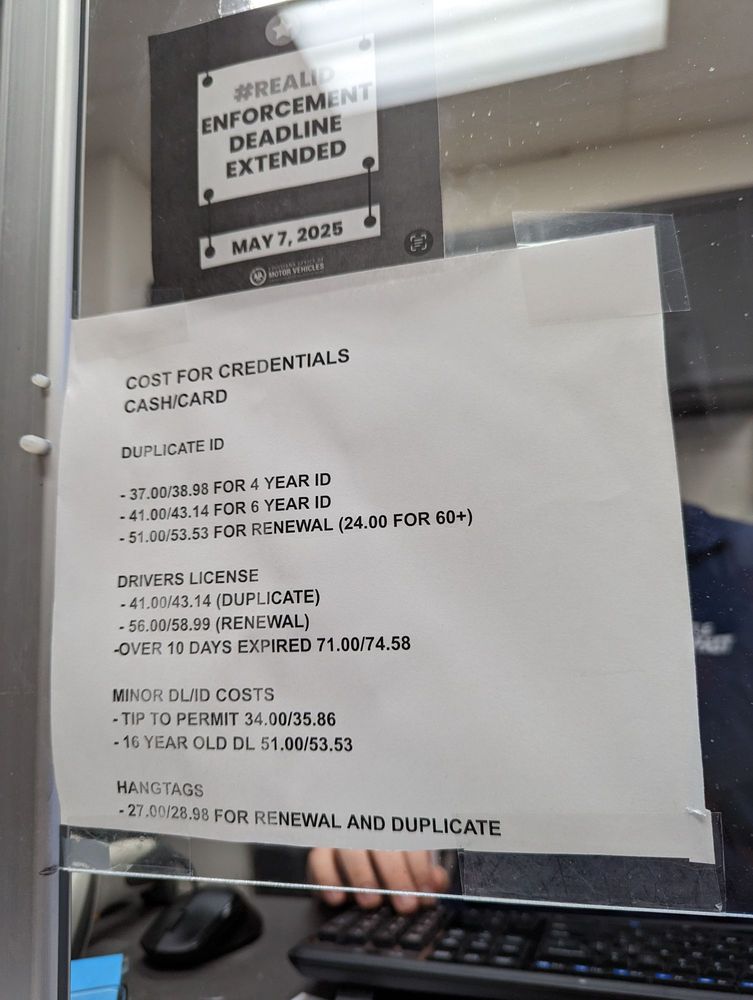 #REALID
ENFORCEMENT
DEADLINE
EXTENDED
MAY 7, 2025
LOUISIANA OFFICE OF
MOTOR VEHICLES
COST FOR CREDENTIALS
CASH/CARD
DUPLICATE ID
- 37.00/38.98 FOR 4 YEAR ID
- 41.00/43.14 FOR 6 YEAR ID
- 51.00/53.53 FOR RENEWAL (24.00 FOR 60+)
DRIVERS LICENSE
- 41.00/43.14 (DUPLICATE)
- 56.00/58.99 (RENEWAL)
-OVER 10 DAYS EXPIRED 71.00/74.58
MINOR DL/ID COSTS
- TIP TO PERMIT 34.00/35.86
- 16 YEAR OLD DL 51.00/53.53
HANGTAGS
- 27.00/28.98 FOR RENEWAL AND DUPLICATE